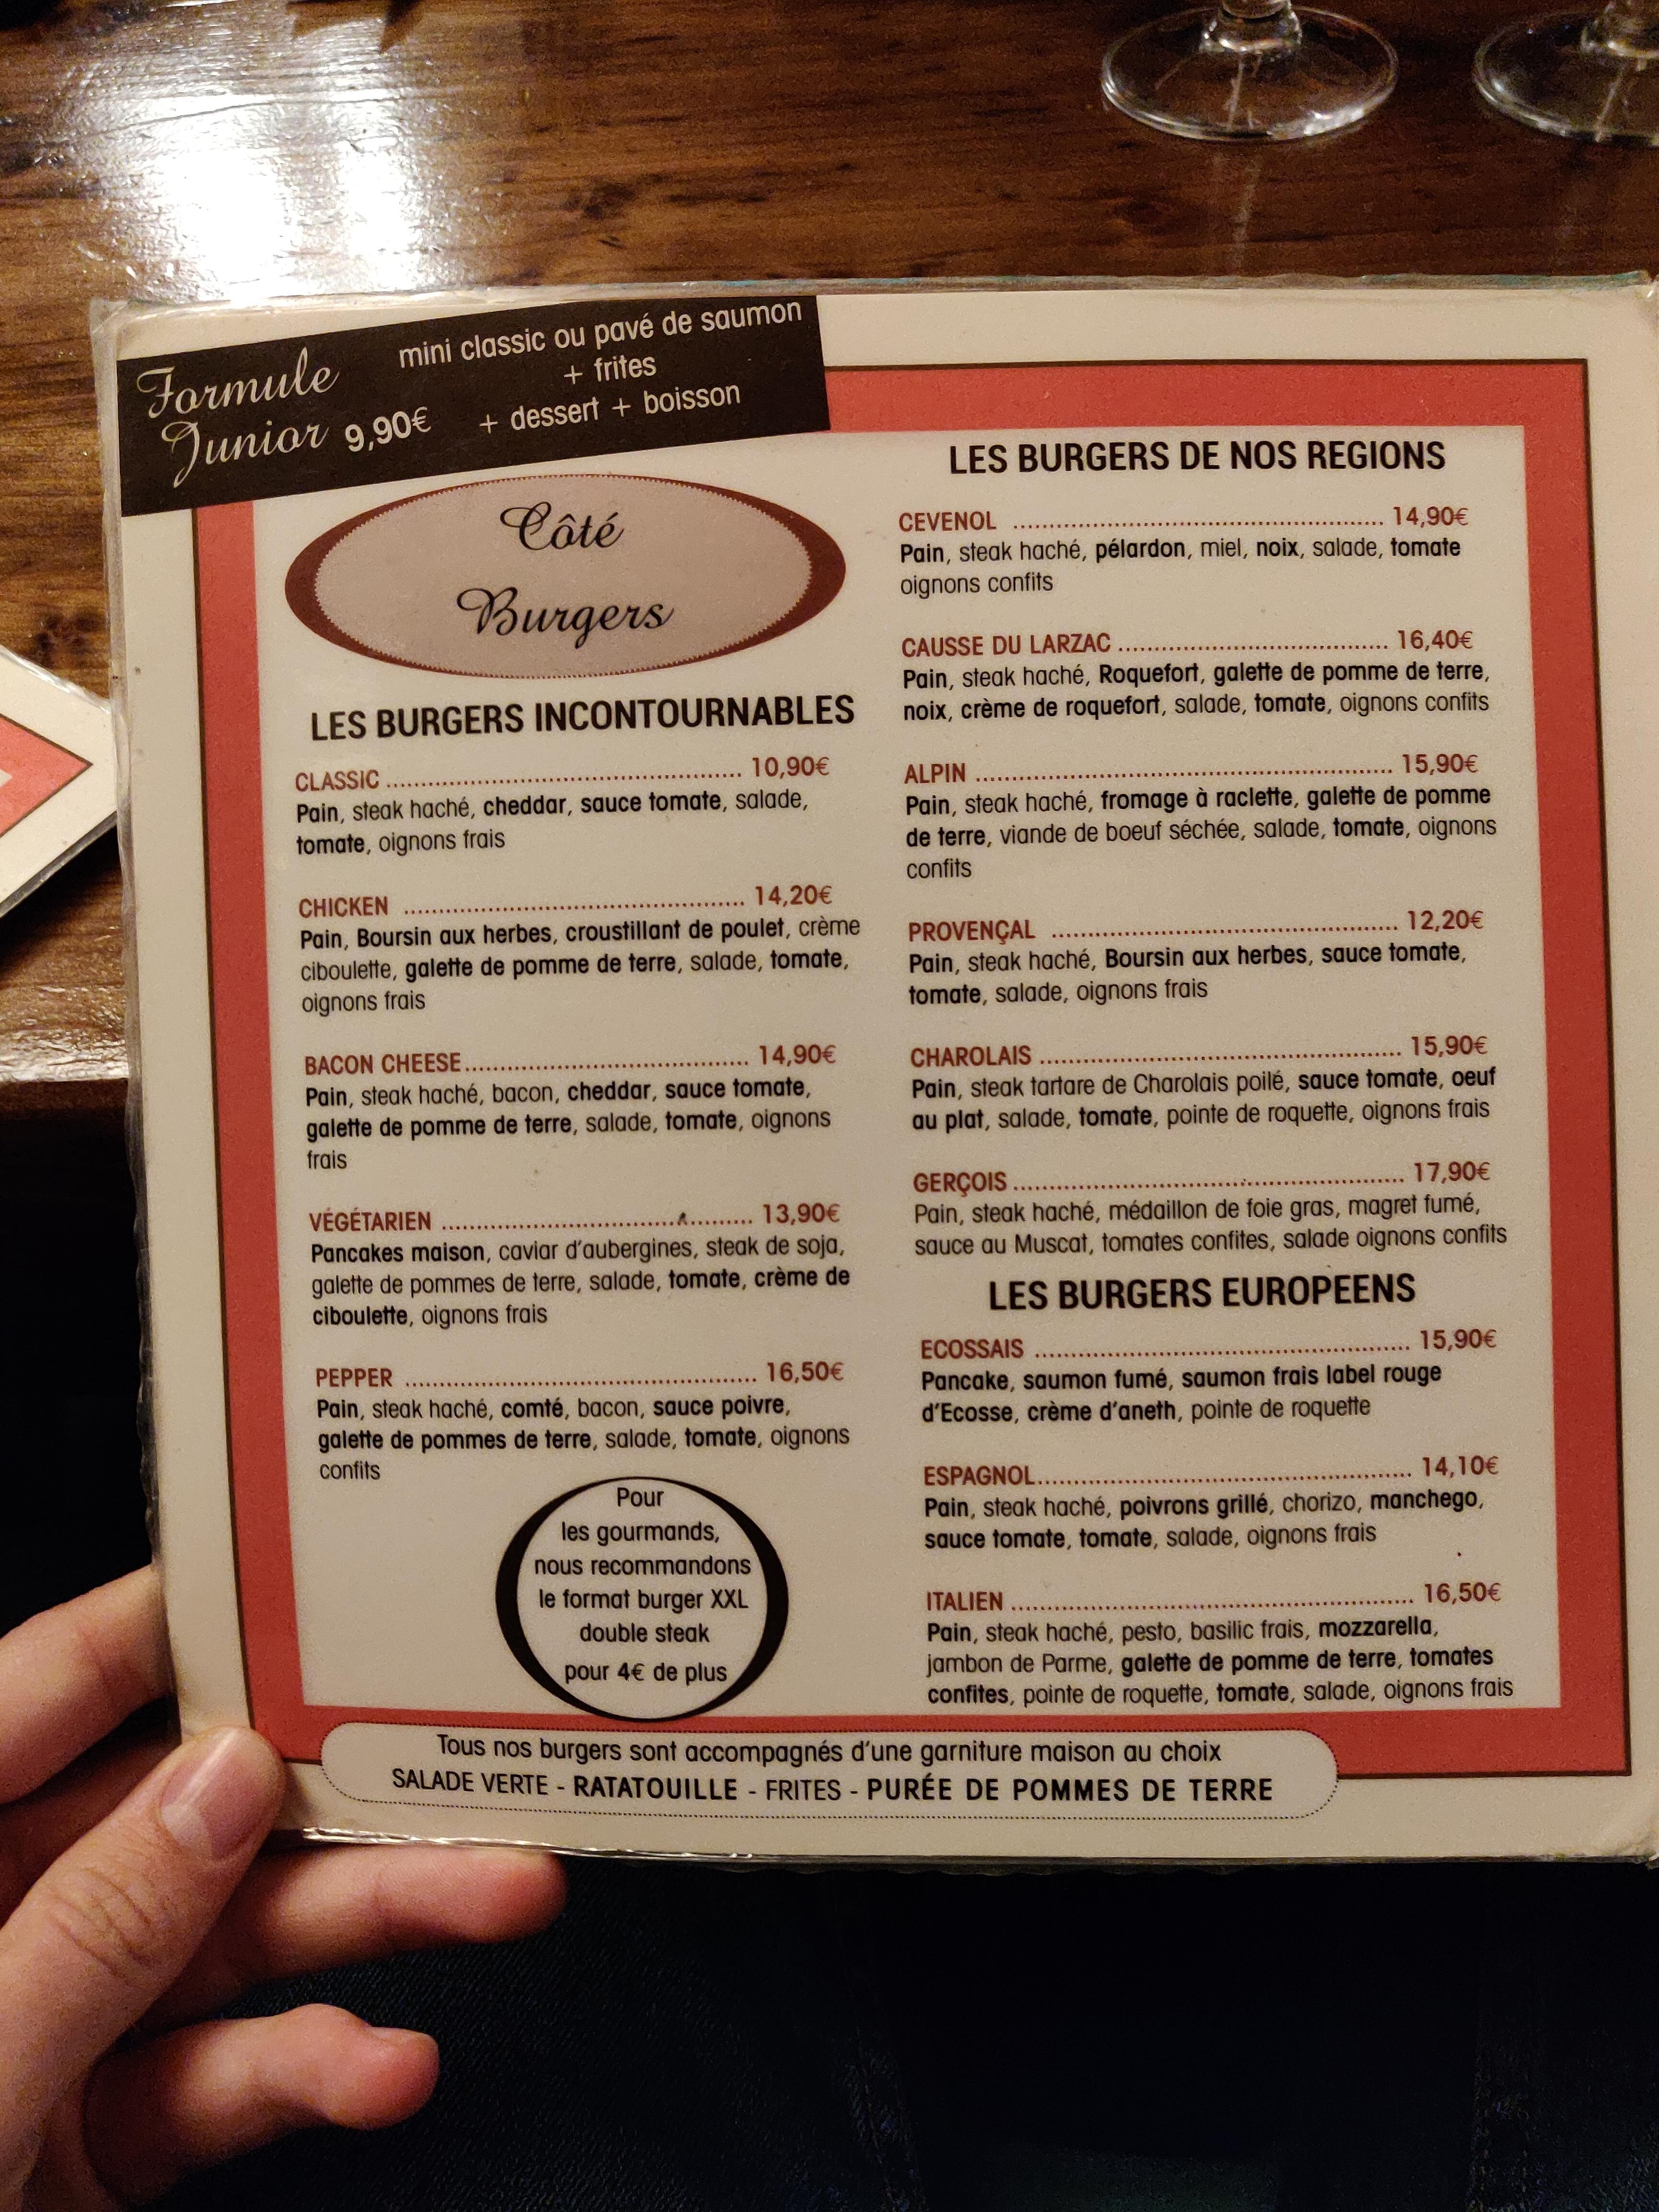 Formule
Junior 9,90€
mini classic ou pavé de saumon
+ frites
+ dessert + boisson
Côté
Burgers
LES BURGERS INCONTOURNABLES
CLASSIC ........................................ 10,90€
Pain, steak haché, cheddar, sauce tomate, salade,
tomate, oignons frais
CHICKEN ........................................ 14,20€
Pain, Boursin aux herbes, croustillant de poulet, crème
ciboulette, galette de pomme de terre, salade, tomate,
oignons frais
BACON CHEESE........................................ 14,90€
Pain, steak haché, bacon, cheddar, sauce tomate,
galette de pomme de terre, salade, tomate, oignons
frais
VÉGÉTARIEN ........................................ 13,90€
Pancakes maison, caviar d'aubergines, steak de soja,
galette de pommes de terre, salade, tomate, crème de
ciboulette, oignons frais
PEPPER ........................................ 16,50€
Pain, steak haché, comté, bacon, sauce poivre,
galette de pommes de terre, salade, tomate, oignons
confits
Pour
les gourmands,
nous recommandons
le format burger XXL
double steak
pour 4€ de plus
LES BURGERS DE NOS REGIONS
CEVENOL ........................................ 14,90€
Pain, steak haché, pélardon, miel, noix, salade, tomate
oignons confits
CAUSSE DU LARZAC ........................................ 16,40€
Pain, steak haché, Roquefort, galette de pomme de terre,
noix, crème de roquefort, salade, tomate, oignons confits
ALPIN ........................................ 15,90€
Pain, steak haché, fromage à raclette, galette de pomme
de terre, viande de boeuf séchée, salade, tomate, oignons
confits
PROVENÇAL ........................................ 12,20€
Pain, steak haché, Boursin aux herbes, sauce tomate,
tomate, salade, oignons frais
CHAROLAIS ........................................ 15,90€
Pain, steak tartare de Charolais poilé, sauce tomate, oeuf
au plat, salade, tomate, pointe de roquette, oignons frais
GERÇOIS ........................................ 17,90€
Pain, steak haché, médaillon de foie gras, magret fumé,
sauce au Muscat, tomates confites, salade oignons confits
LES BURGERS EUROPEENS
ECOSSAIS ........................................ 15,90€
Pancake, saumon fumé, saumon frais label rouge
d'Ecosse, crème d'aneth, pointe de roquette
ESPAGNOL........................................ 14,10€
Pain, steak haché, poivrons grillé, chorizo, manchego,
sauce tomate, tomate, salade, oignons frais
ITALIEN ........................................ 16,50€
Pain, steak haché, pesto, basilic frais, mozzarella,
jambon de Parme, galette de pomme de terre, tomates
confites, pointe de roquette, tomate, salade, oignons frais
Tous nos burgers sont accompagnés d'une garniture maison au choix
SALADE VERTE - RATATOUILLE - FRITES - PURÉE DE POMMES DE TERRE